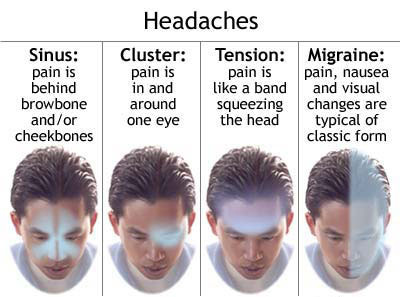 Headaches
Sinus:
pain is
behind
browbone
and/or
cheekbones
Cluster:
pain is
in and
around
one eye
Tension:
pain is
like a band
squeezing
the head
Migraine:
pain, nausea
and visual
changes are
typical of
classic form